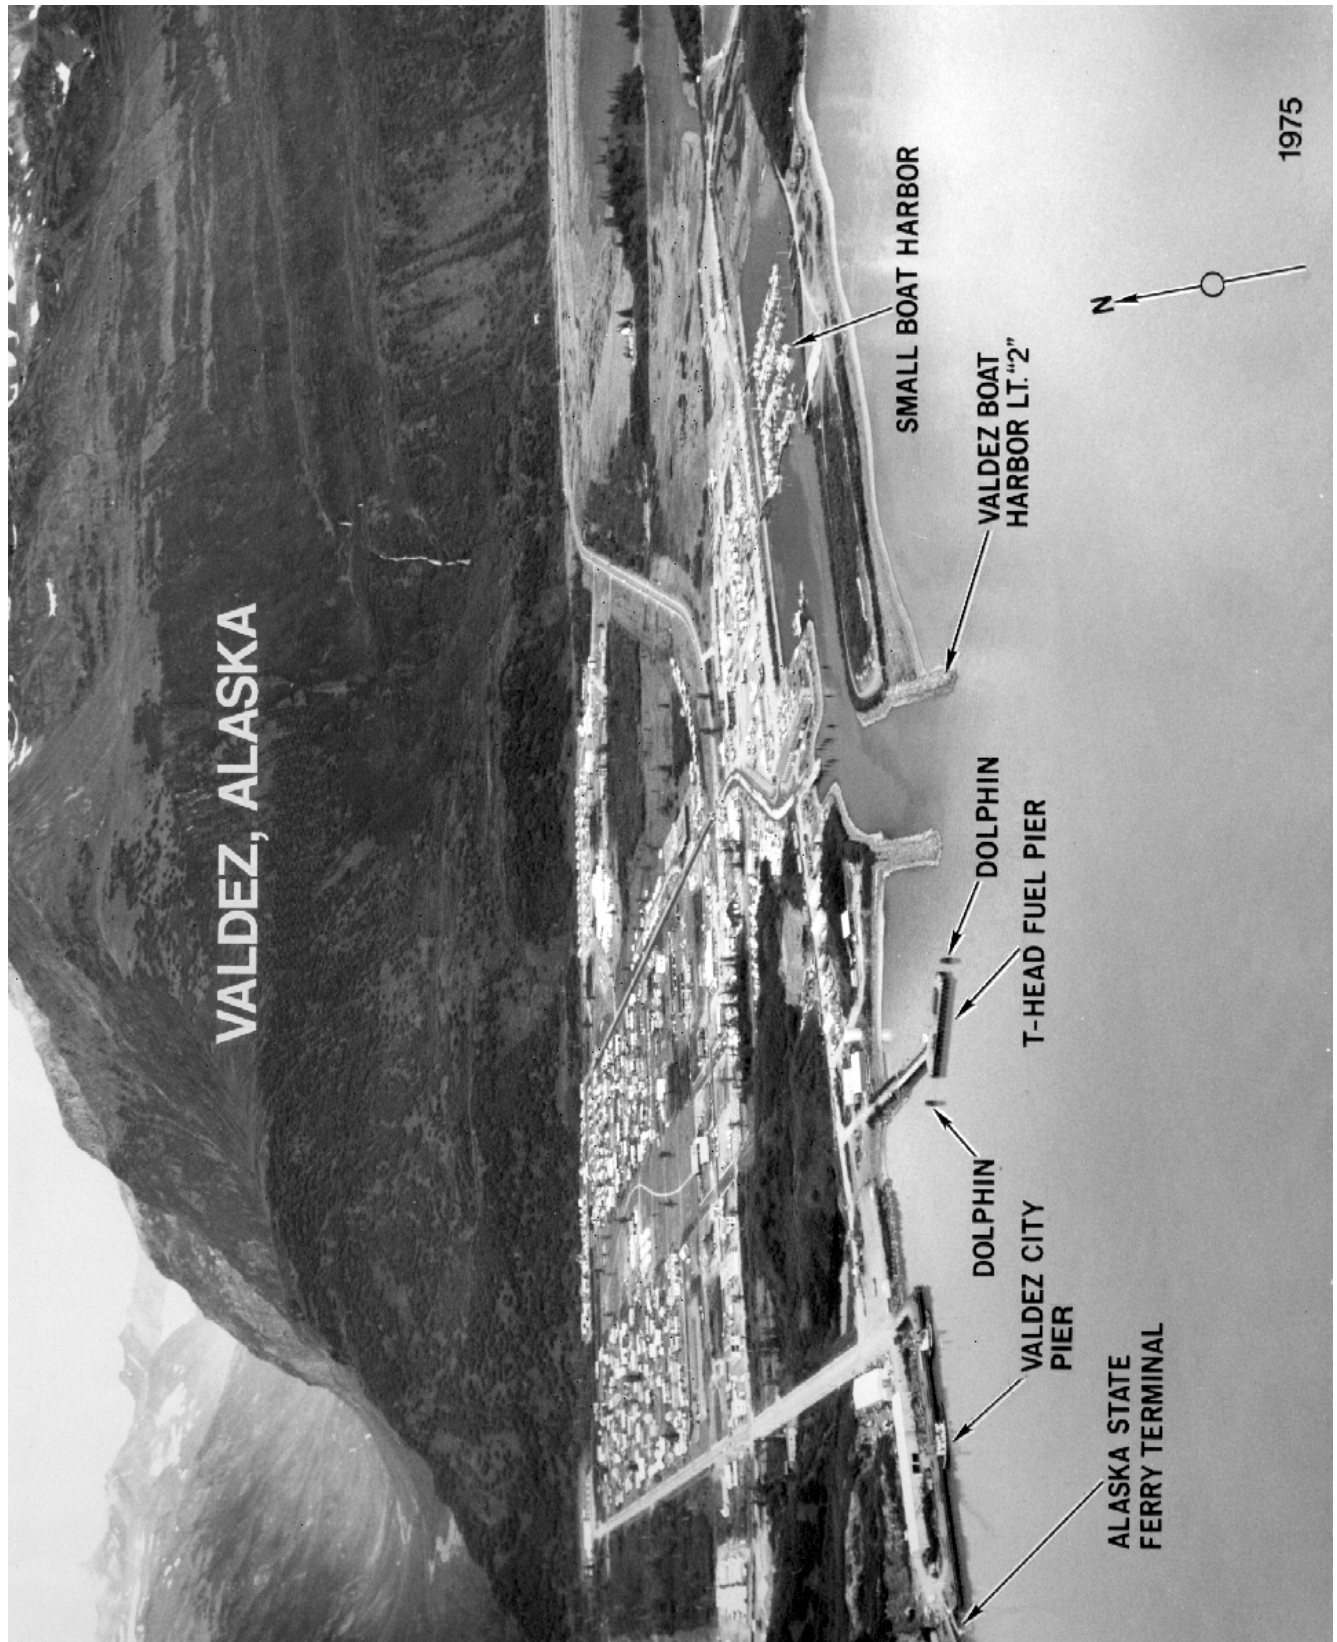 VALDEZ, ALASKA
ALASKA STATE
FERRY TERMINAL
VALDEZ CITY
PIER
DOLPHIN
T-HEAD FUEL PIER
DOLPHIN
VALDEZ BOAT
HARBOR LT. "2"
SMALL BOAT HARBOR
N
1975